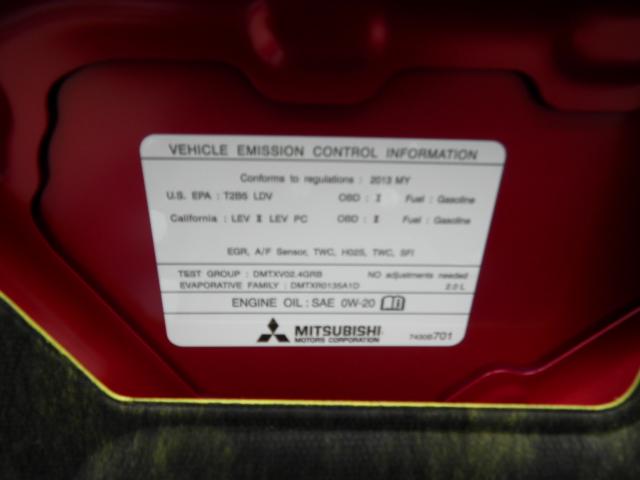 VEHICLE EMISSION CONTROL INFORMATION
Conforms to regulations : 2013 MY
U.S. EPA : T2B5 LDV OBD : II Fuel : Gasoline
California : LEV II LEV PC OBD : II Fuel : Gasoline
EGR, A/F Sensor, TWC, HO2S, TWC, SFI
TEST GROUP : DMTXV02.4GRB NO adjustments needed
EVAPORATIVE FAMILY : DMTXR0135A1D 2.0 L
ENGINE OIL : SAE 0W-20
MITSUBISHI
MOTORS CORPORATION 7430B701